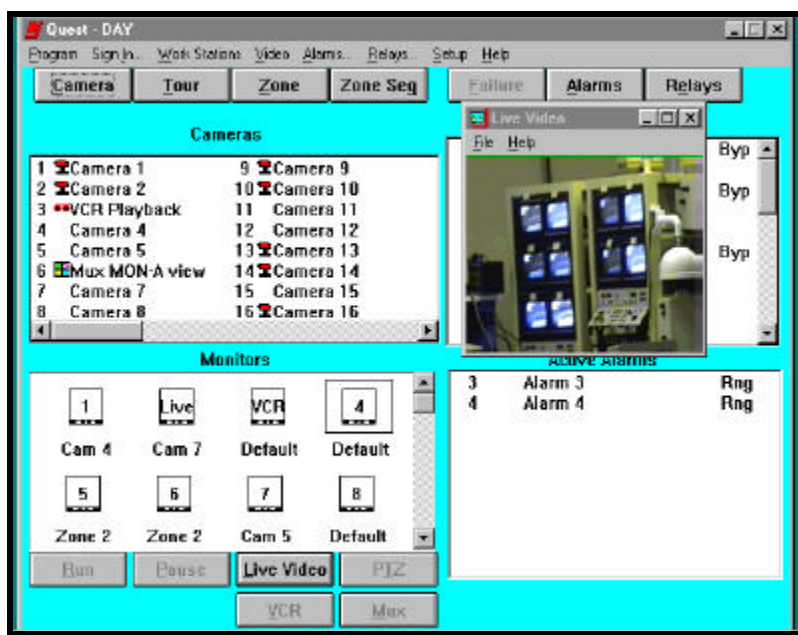 Quest - DAY
Program Sign In.. Work Stations Video Alarms.. Relays.. Setup Help
Camera Tour Zone Zone Seq Failure Alarms Relays
Live Video
File Help
Cameras
1 Camera 1 9 Camera 9
2 Camera 2 10 Camera 10
3 VCR Playback 11 Camera 11
4 Camera 4 12 Camera 12
5 Camera 5 13 Camera 13
6 Mux MON-A view 14 Camera 14
7 Camera 7 15 Camera 15
8 Camera 8 16 Camera 16
Byp
Byp
Byp
Monitors
1 Live VCR 4
Cam 4 Cam 7 Default Default
5 6 7 8
Zone 2 Zone 2 Cam 5 Default
Run Pause Live Video PTZ
VCR Mux
Active Alarms
3 Alarm 3 Rng
4 Alarm 4 Rng